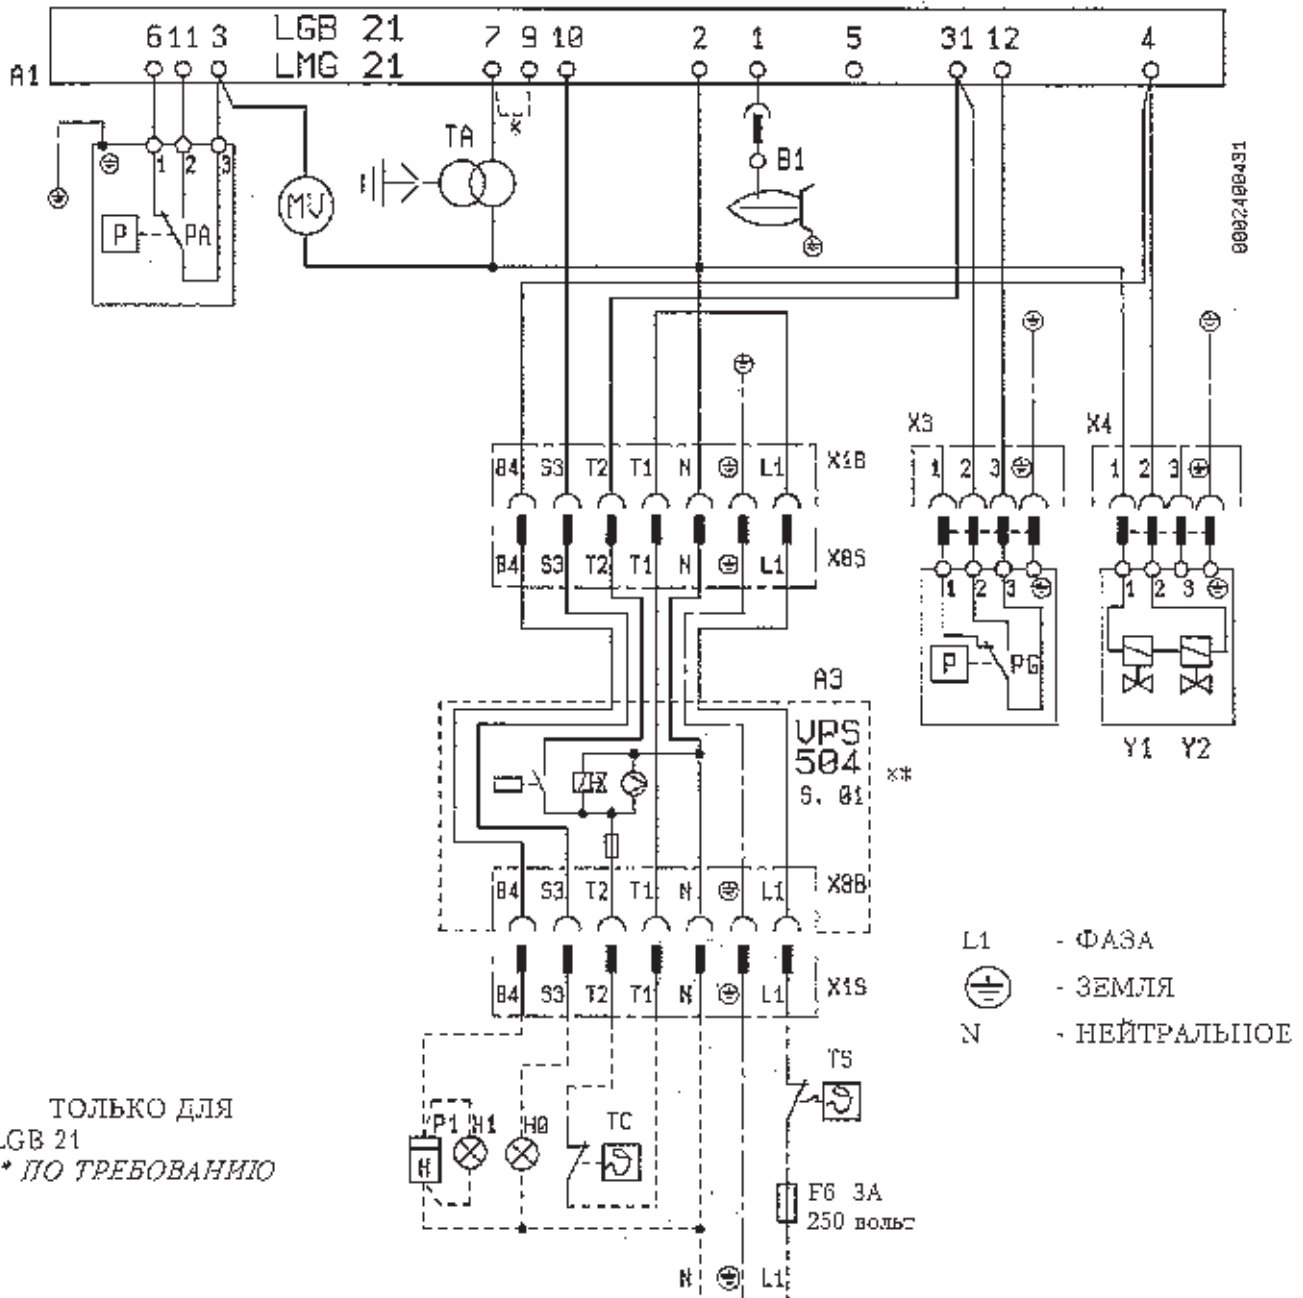 6 11 3 LGB 21 7 9 10 2 1 5 3 1 12 4
LMG 21
A1
0002400491
TA
*
B1
1 2 3
MV
P PA
X3 X4
B4 S3 T2 T1 N L1 X1B
1 2 3
1 2 3
B4 S3 T2 T1 N L1 X8S
1 2 3
1 2 3
P PG
A3
VPS
504
S. 01
**
Y1 Y2
B4 S3 T2 T1 N L1 X8B
B4 S3 T2 T1 N L1 X1S
L1 - ФАЗА
- ЗЕМЛЯ
N - НЕЙТРАЛЬНОЕ
TS
ТОЛЬКО ДЛЯ
LGB 21
* ПО ТРЕБОВАНИЮ
P1 H1 H0 TC
H
F6 3A
250 вольт
N L1